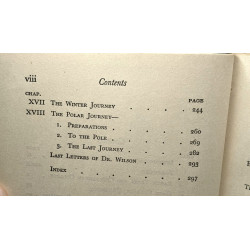 viii Contents
CHAP. PAGE
XVII The Winter Journey . . . . . 244
XVIII The Polar Journey—
1. Preparations . . . . . 260
2. To the Pole . . . . . 269
3. The Last Journey . . . . . 282
Last Letters of Dr. Wilson . . . . . 293
Index . . . . . . . 297